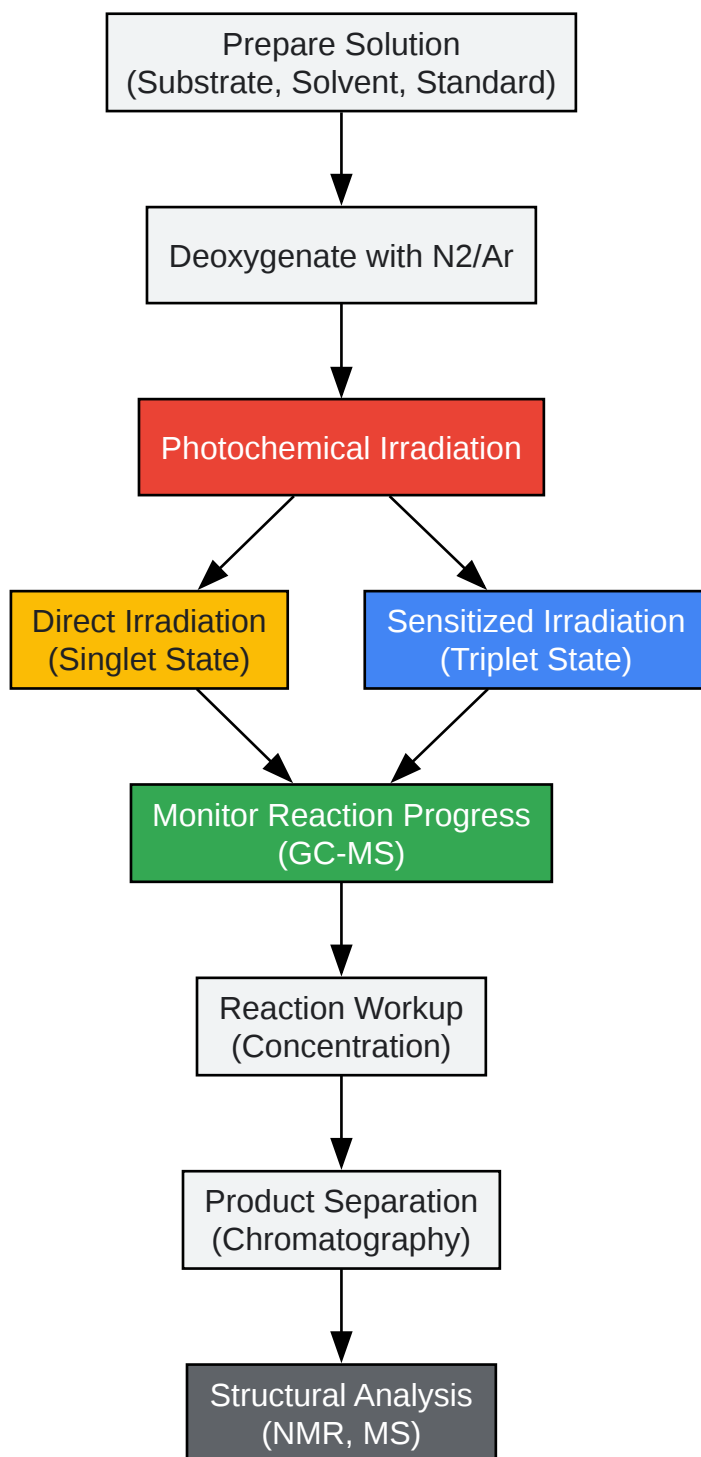 Prepare Solution
(Substrate, Solvent, Standard)
Deoxygenate with N2/Ar
Photochemical Irradiation
Direct Irradiation
(Singlet State)
Sensitized Irradiation
(Triplet State)
Monitor Reaction Progress
(GC-MS)
Reaction Workup
(Concentration)
Product Separation
(Chromatography)
Structural Analysis
(NMR, MS)